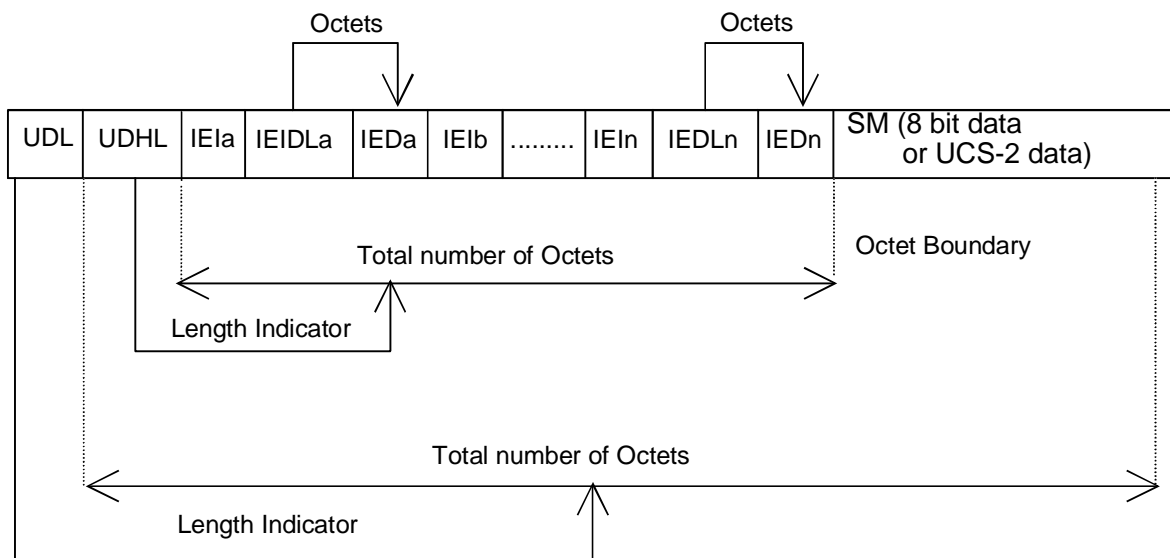 Octets Octets
UDL UDHL IEIa IEIDLa IEDa IEIb ......... IEIn IEDLn IEDn SM (8 bit data
or UCS-2 data)
Total number of Octets Octet Boundary
Length Indicator
Total number of Octets
Length Indicator